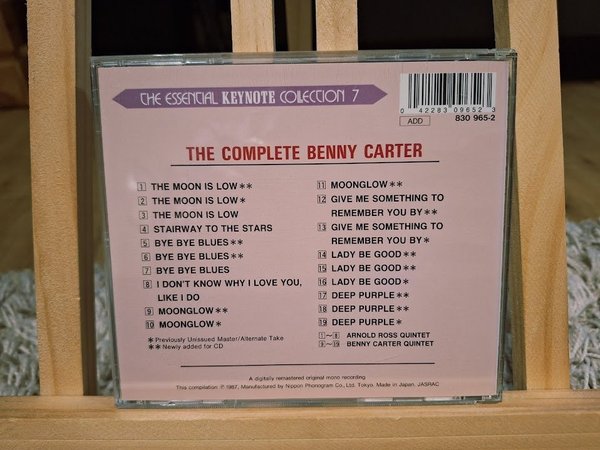 THE ESSENTIAL KEYNOTE COLLECTION 7
0 42283 09652 3
ADD
830 965-2
THE COMPLETE BENNY CARTER
1 THE MOON IS LOW**
2 THE MOON IS LOW*
3 THE MOON IS LOW
4 STAIRWAY TO THE STARS
5 BYE BYE BLUES**
6 BYE BYE BLUES**
7 BYE BYE BLUES
8 I DON'T KNOW WHY I LOVE YOU,
LIKE I DO
9 MOONGLOW**
10 MOONGLOW*
*Previously Unissued Master/Alternate Take
**Newly added for CD
11 MOONGLOW**
12 GIVE ME SOMETHING TO
REMEMBER YOU BY**
13 GIVE ME SOMETHING TO
REMEMBER YOU BY*
14 LADY BE GOOD**
15 LADY BE GOOD**
16 LADY BE GOOD*
17 DEEP PURPLE**
18 DEEP PURPLE**
19 DEEP PURPLE*
1~8 ARNOLD ROSS QUINTET
9~19 BENNY CARTER QUINTET
A digitally remastered original mono recording
This compilation ℗ 1987, Manufactured by Nippon Phonogram Co., Ltd. Tokyo. Made in Japan, JASRAC